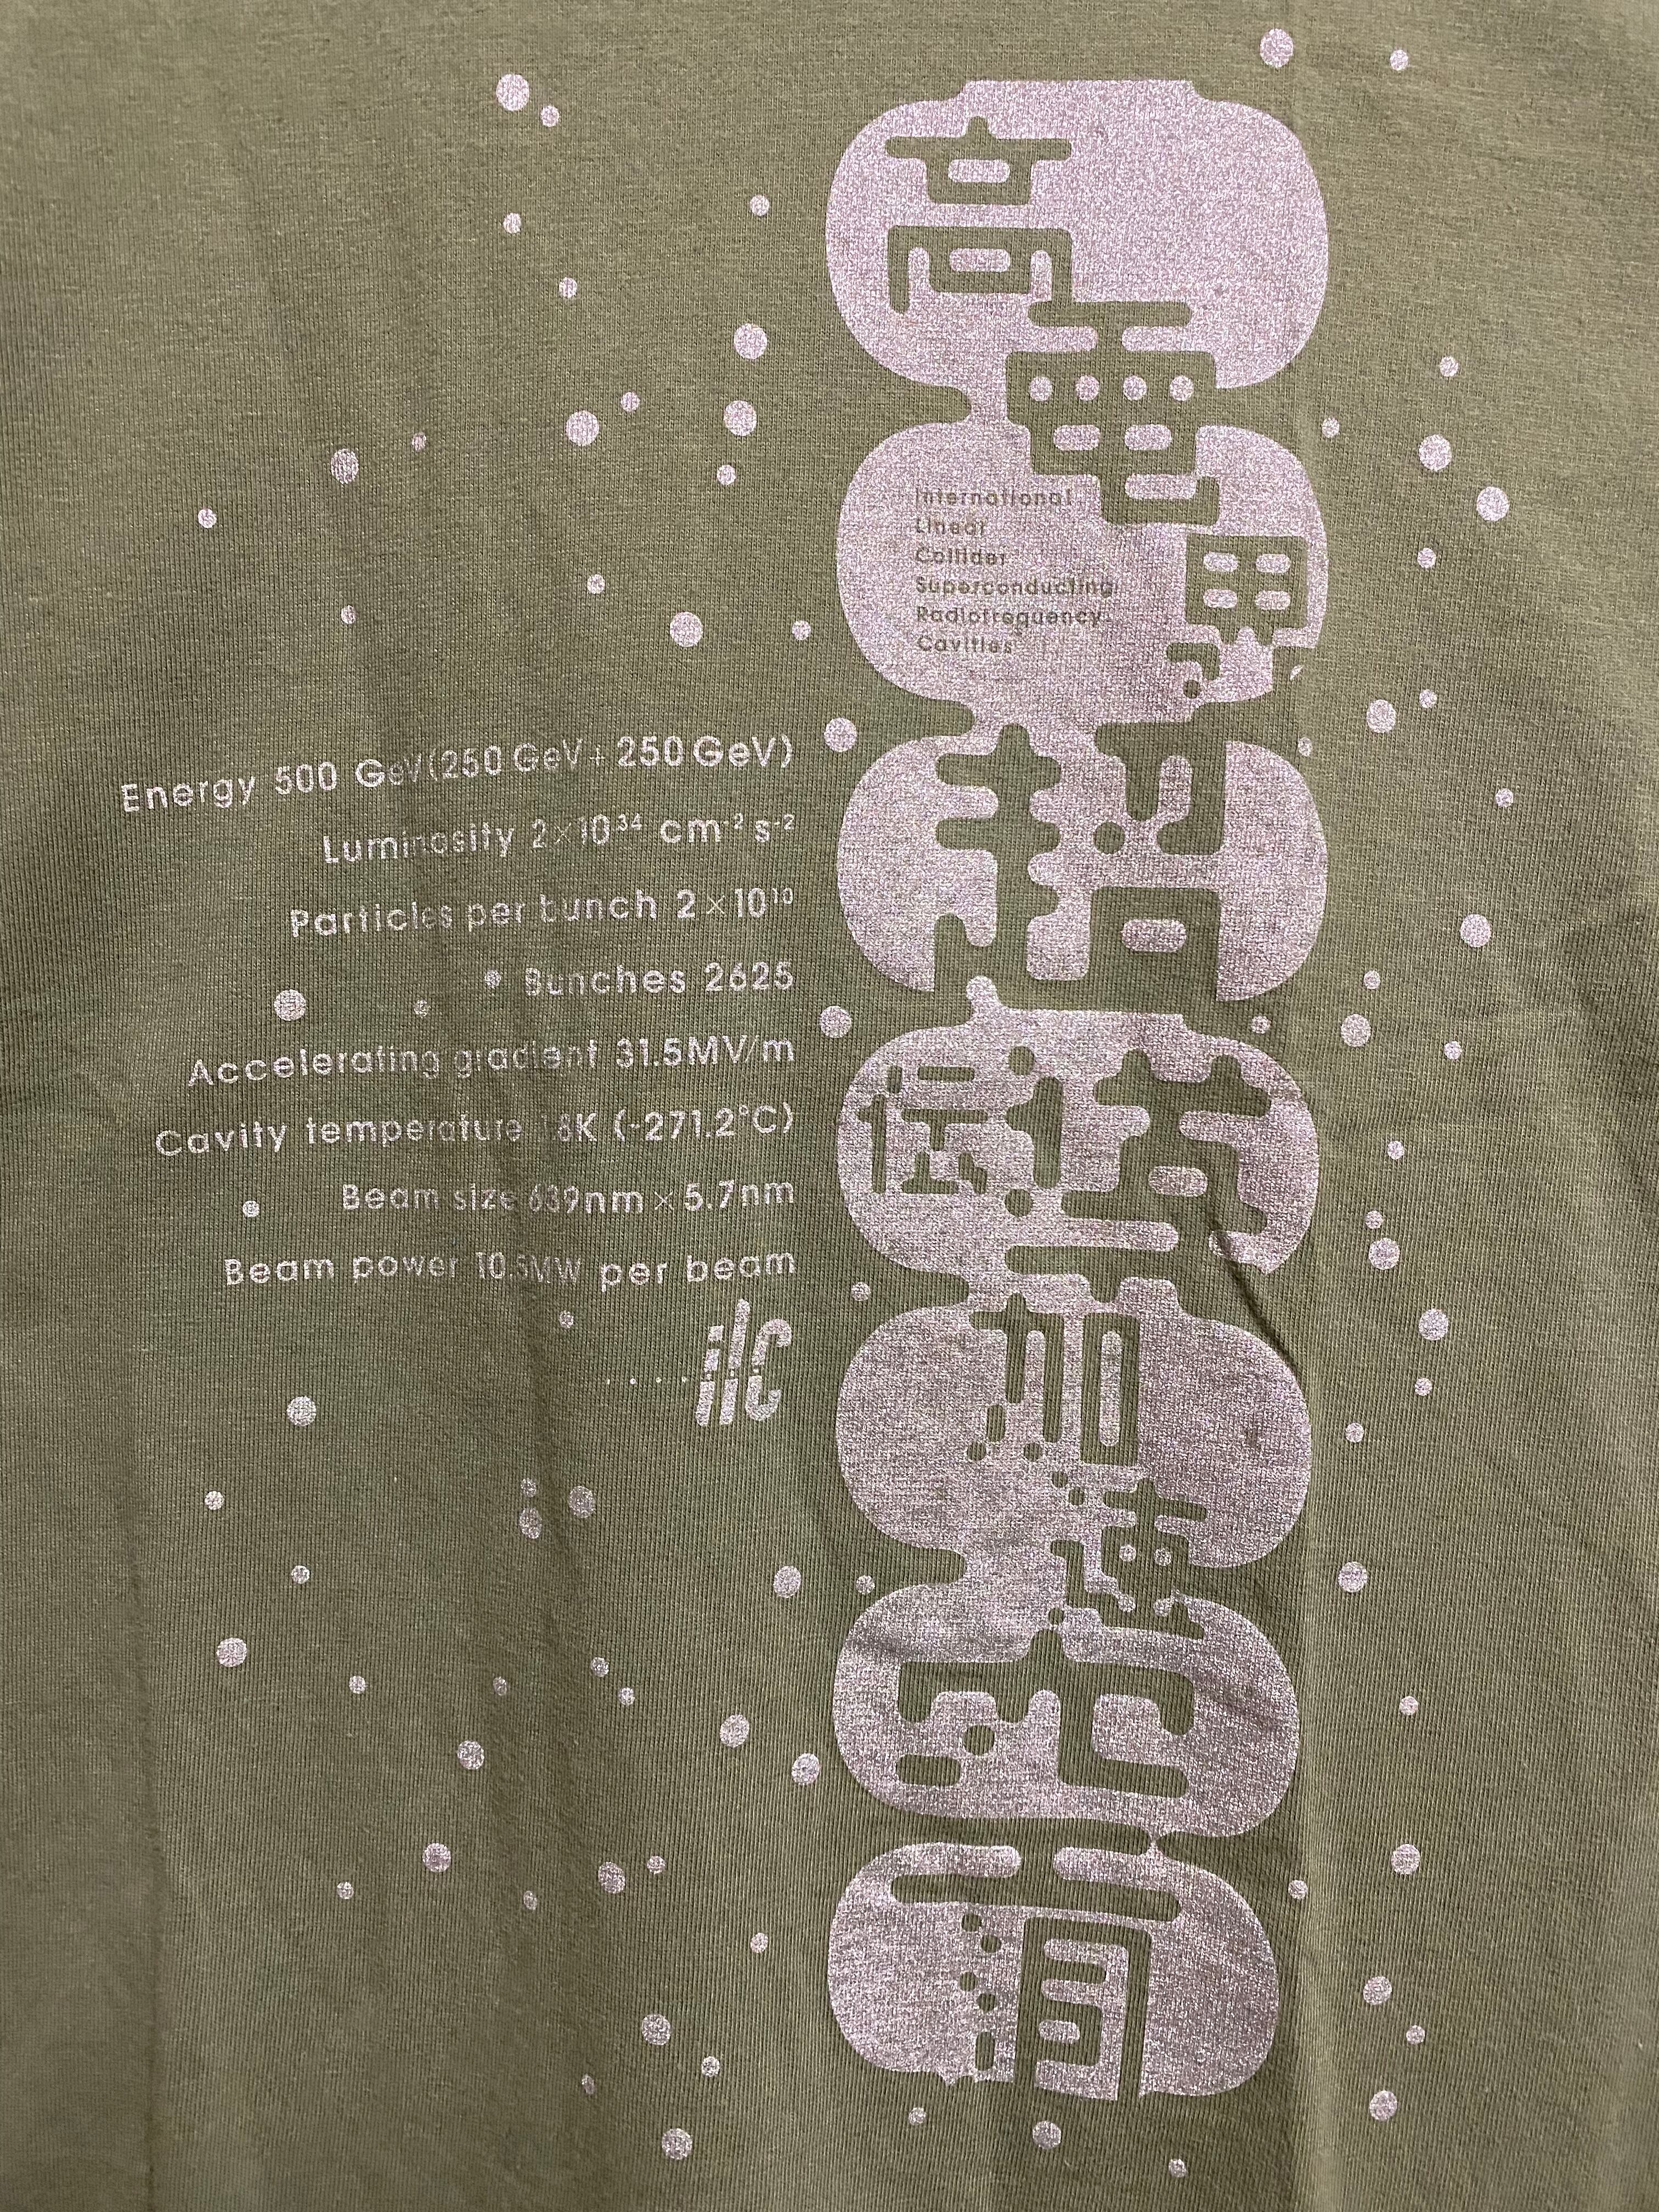 高電界超伝導加速空洞
International
Linear
Collider
Superconducting
Radiofrequency
Cavities
Energy 500 GeV(250 GeV+250 GeV)
Luminosity 2×10³⁴ cm⁻² s⁻²
Particles per bunch 2×10¹⁰
Bunches 2625
Accelerating gradient 31.5MV/m
Cavity temperature 1.8K (-271.2°C)
Beam size 639nm×5.7nm
Beam power 10.5MW per beam
ilc